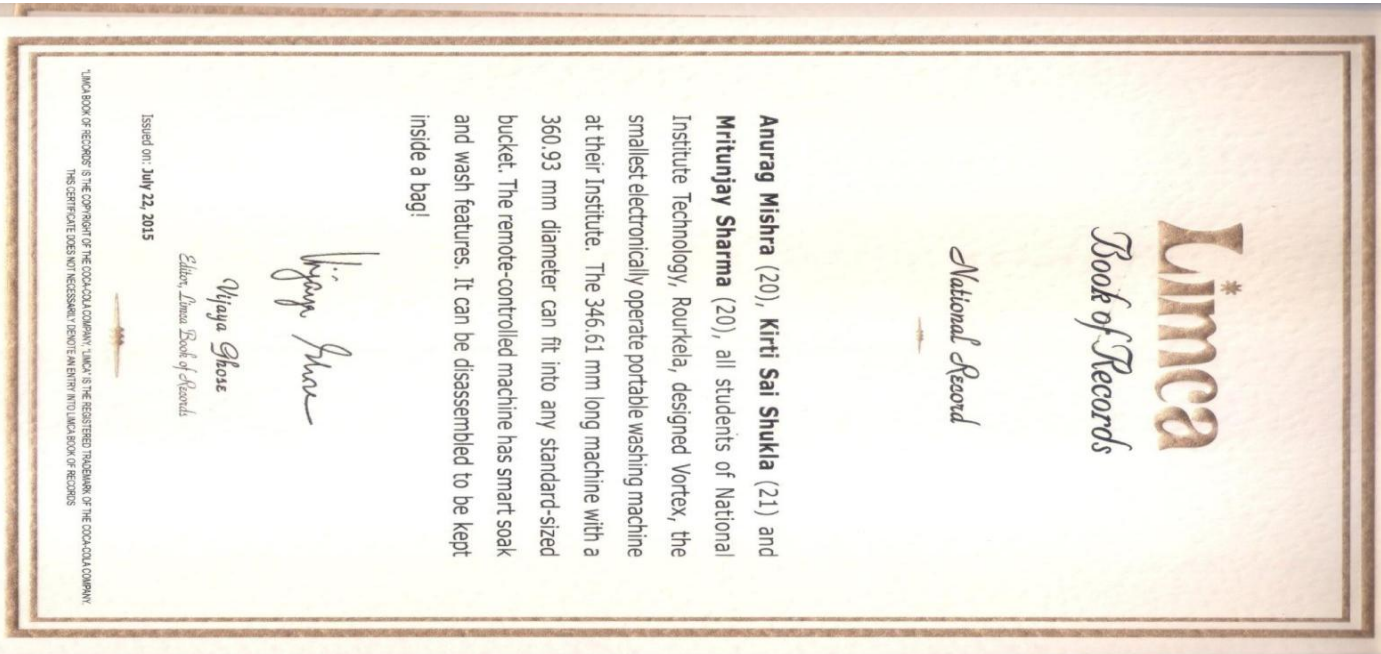 Limca
Book of Records
National Record
Anurag Mishra (20), Kirti Sai Shukla (21) and
Mritunjay Sharma (20), all students of National
Institute Technology, Rourkela, designed Vortex, the
smallest electronically operate portable washing machine
at their Institute. The 346.61 mm long machine with a
360.93 mm diameter can fit into any standard-sized
bucket. The remote-controlled machine has smart soak
and wash features. It can be disassembled to be kept
inside a bag!
Vijaya Ghose
Vijaya Ghose
Editor, Limca Book of Records
Issued on: July 22, 2015
"LIMCA BOOK OF RECORDS" IS THE COPYRIGHT OF THE COCA-COLA COMPANY, "LIMCA" IS THE REGISTERED TRADEMARK OF THE COCA-COLA COMPANY.
THIS CERTIFICATE DOES NOT NECESSARILY DENOTE AN ENTRY INTO LIMCA BOOK OF RECORDS